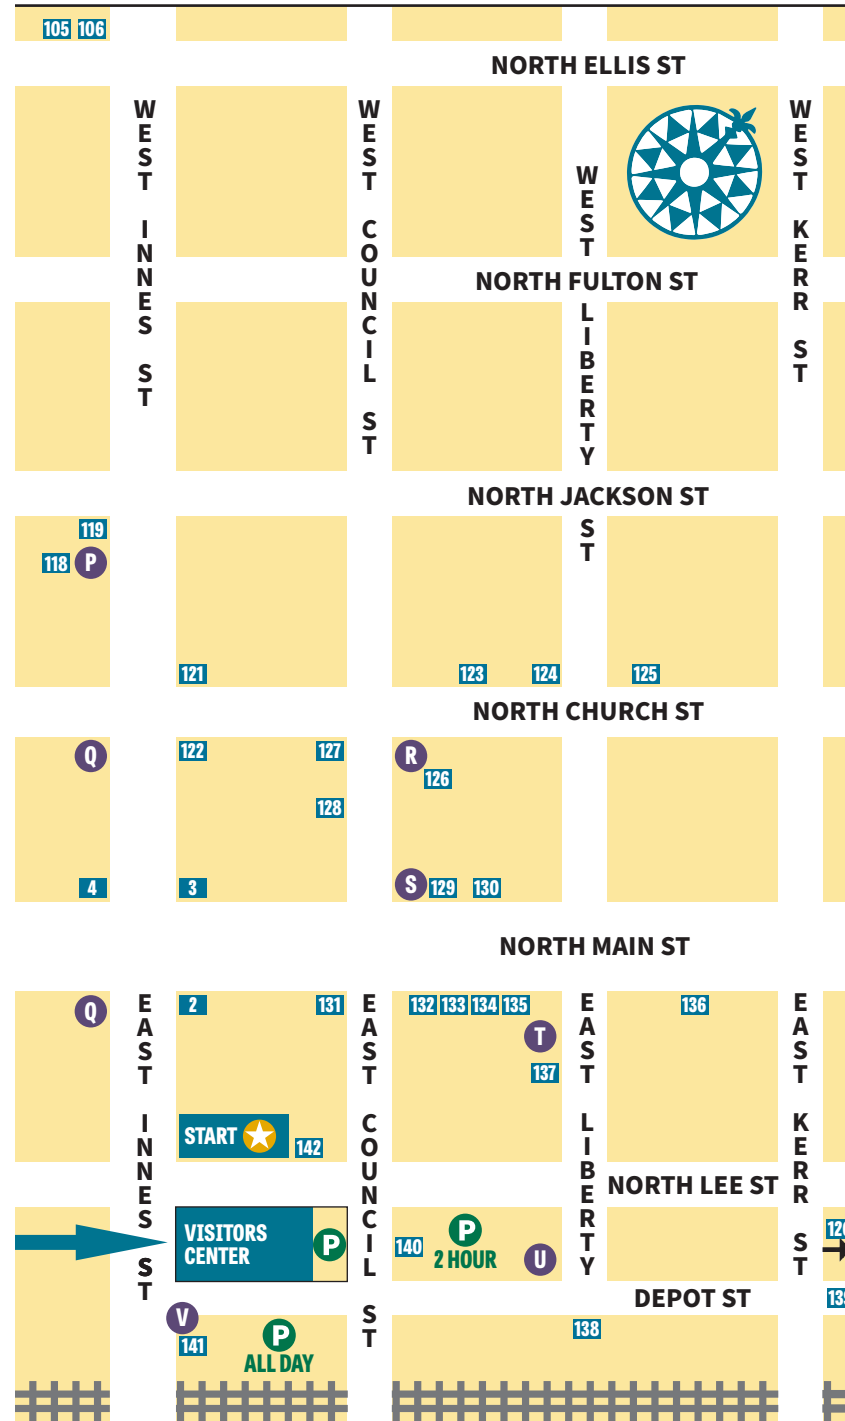 105 106
NORTH ELLIS ST
WEST INNES ST
WEST COUNCIL ST
WEST LIBERTY ST
WEST KERR ST
NORTH FULTON ST
NORTH JACKSON ST
119
118 P
121
123
124
125
NORTH CHURCH ST
Q
122
127
R
126
128
4
3
S 129 130
NORTH MAIN ST
Q
2
131
132 133 134 135
136
EAST INNES ST
EAST COUNCIL ST
EAST LIBERTY ST
EAST KERR ST
T
137
START
142
NORTH LEE ST
VISITORS
CENTER
P
140
P
2 HOUR
U
DEPOT ST
V
141
P
ALL DAY
138